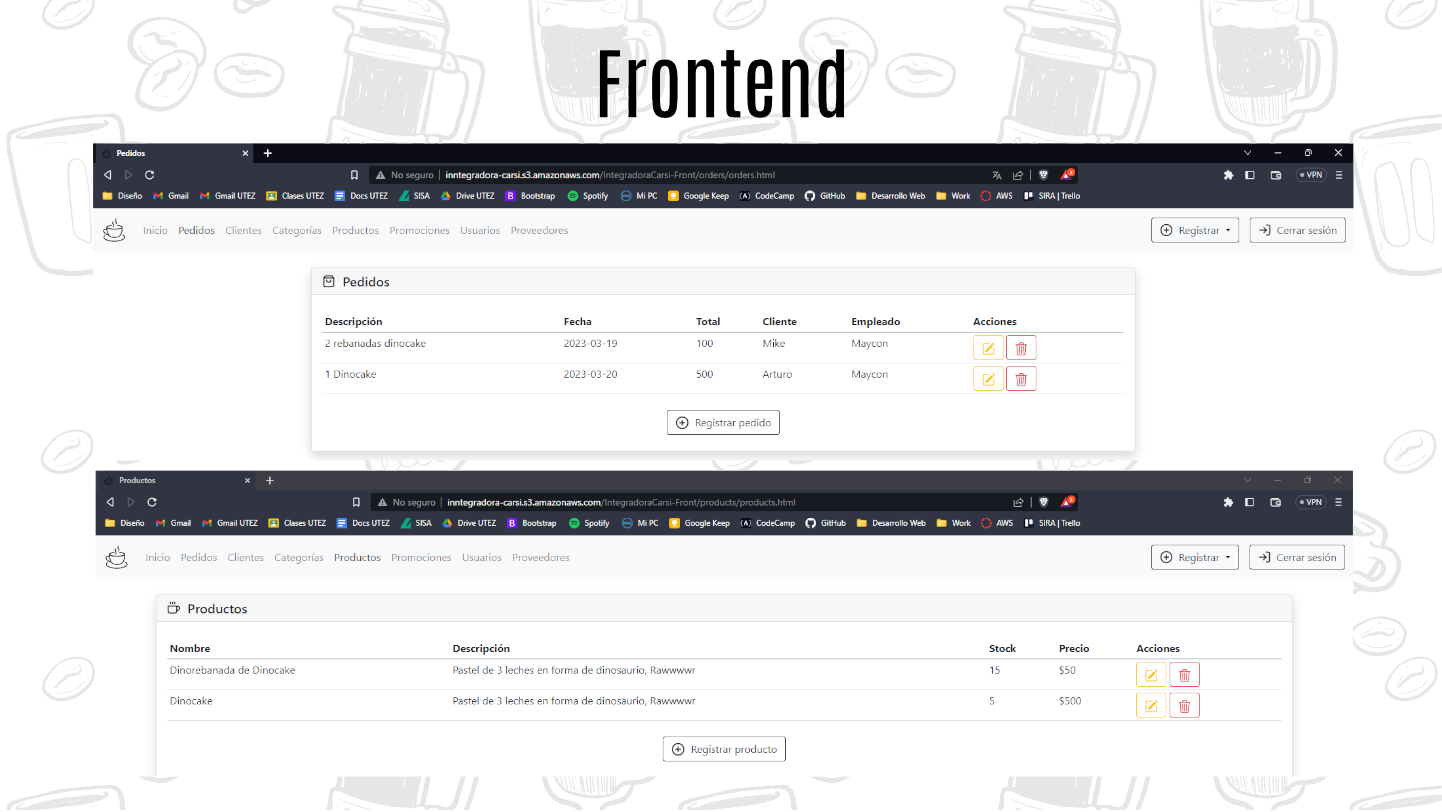 Frontend
Pedidos
No seguro inntegradora-carsi.s3.amazonaws.com/IntegradoraCarsi-Front/orders/orders.html 2
Diseño Gmail Gmail UTEZ Clases UTEZ Docs UTEZ SISA Drive UTEZ Bootstrap Spotify Mi PC Google Keep CodeCamp GitHub Desarrollo Web Work AWS SIRA | Trello
VPN
Inicio Pedidos Clientes Categorías Productos Promociones Usuarios Proveedores Registrar Cerrar sesión
Pedidos
Descripción Fecha Total Cliente Empleado Acciones
2 rebanadas dinocake 2023-03-19 100 Mike Maycon
1 Dinocake 2023-03-20 500 Arturo Maycon
Registrar pedido
Productos
No seguro inntegradora-carsi.s3.amazonaws.com/IntegradoraCarsi-Front/products/products.html
VPN
Diseño Gmail Gmail UTEZ Clases UTEZ Docs UTEZ SISA Drive UTEZ Bootstrap Spotify Mi PC Google Keep CodeCamp GitHub Desarrollo Web Work AWS SIRA | Trello
Inicio Pedidos Clientes Categorías Productos Promociones Usuarios Proveedores Registrar Cerrar sesión
Productos
Nombre Descripción Stock Precio Acciones
Dinorebanada de Dinocake Pastel de 3 leches en forma de dinosaurio, Rawwwwr 15 $50
Dinocake Pastel de 3 leches en forma de dinosaurio, Rawwwwr 5 $500
Registrar producto